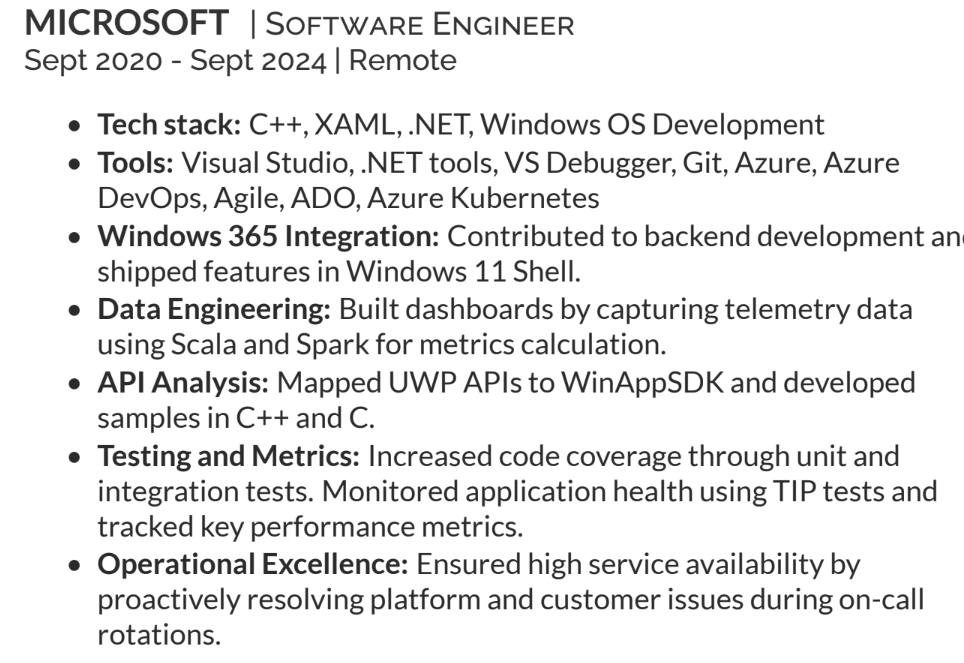 MICROSOFT | SOFTWARE ENGINEER
Sept 2020 - Sept 2024 | Remote
• Tech stack: C++, XAML, .NET, Windows OS Development
• Tools: Visual Studio, .NET tools, VS Debugger, Git, Azure, Azure
DevOps, Agile, ADO, Azure Kubernetes
• Windows 365 Integration: Contributed to backend development an
shipped features in Windows 11 Shell.
• Data Engineering: Built dashboards by capturing telemetry data
using Scala and Spark for metrics calculation.
• API Analysis: Mapped UWP APIs to WinAppSDK and developed
samples in C++ and C.
• Testing and Metrics: Increased code coverage through unit and
integration tests. Monitored application health using TIP tests and
tracked key performance metrics.
• Operational Excellence: Ensured high service availability by
proactively resolving platform and customer issues during on-call
rotations.